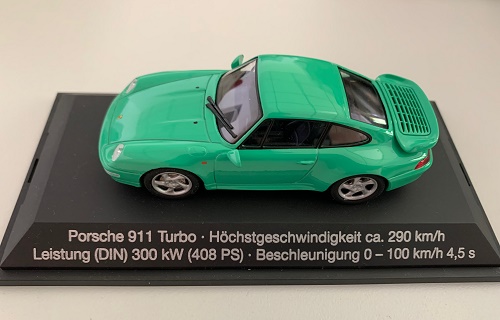 Porsche 911 Turbo · Höchstgeschwindigkeit ca. 290 km/h
Leistung (DIN) 300 kW (408 PS) · Beschleunigung 0 – 100 km/h 4,5 s